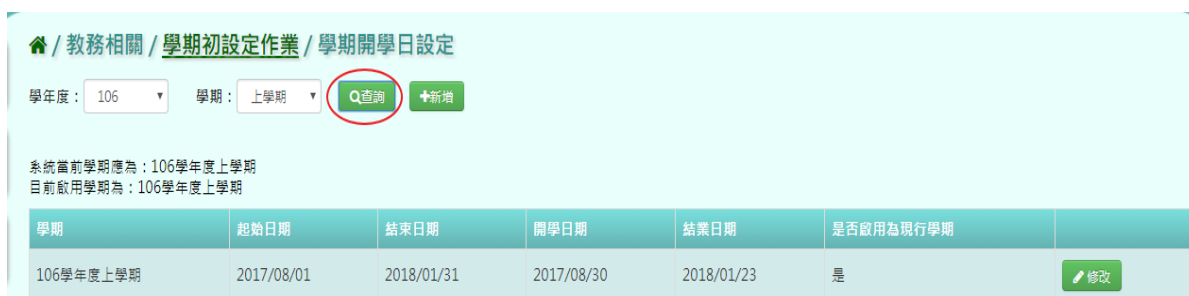 / 教務相關 / 學期初設定作業 / 學期開學日設定
學年度： 106 學期： 上學期 查詢 新增
系統當前學期應為：106學年度上學期
目前啟用學期為：106學年度上學期
學期 起始日期 結束日期 開學日期 結業日期 是否啟用為現行學期
106學年度上學期 2017/08/01 2018/01/31 2017/08/30 2018/01/23 是 修改